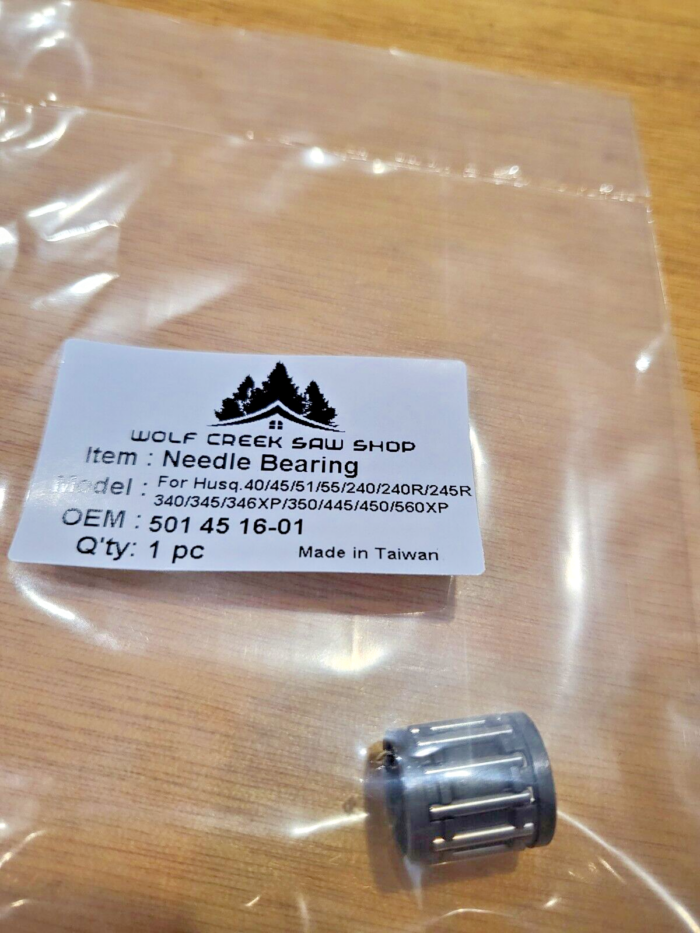 WOLF CREEK SAW SHOP
Item : Needle Bearing
Model : For Husq.40/45/51/55/240/240R/245R
340/345/346XP/350/445/450/560XP
OEM : 501 45 16-01
Q'ty: 1 pc Made in Taiwan